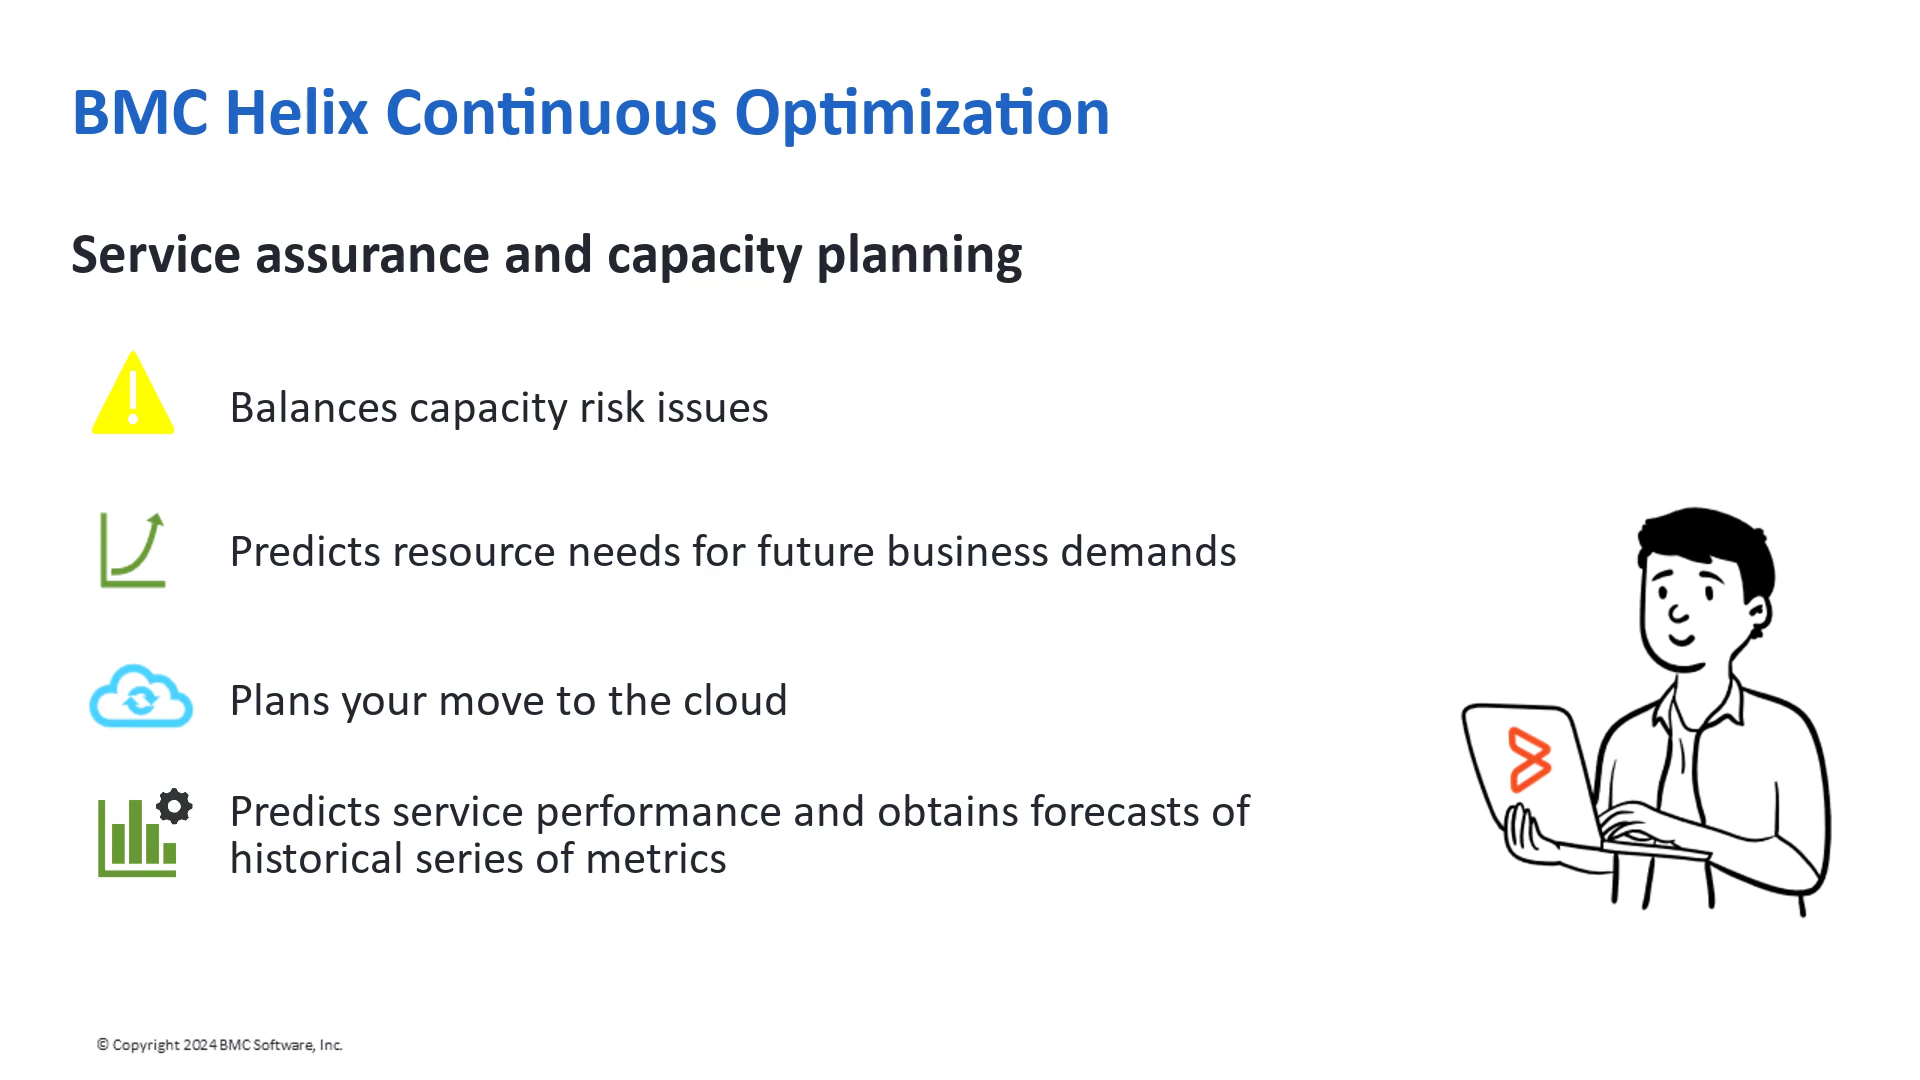 BMC Helix Continuous Optimization
Service assurance and capacity planning
Balances capacity risk issues
Predicts resource needs for future business demands
Plans your move to the cloud
Predicts service performance and obtains forecasts of
historical series of metrics
© Copyright 2024 BMC Software, Inc.